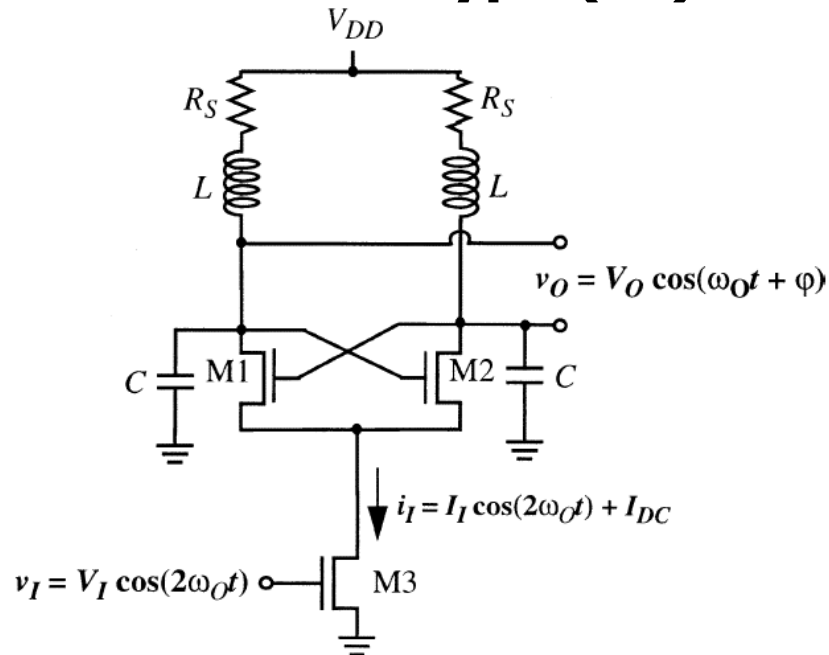 V_DD
R_S R_S
L L
v_O = V_O cos(ω_O t + φ)
C M1 M2 C
i_I = I_I cos(2ω_O t) + I_DC
v_I = V_I cos(2ω_O t) M3